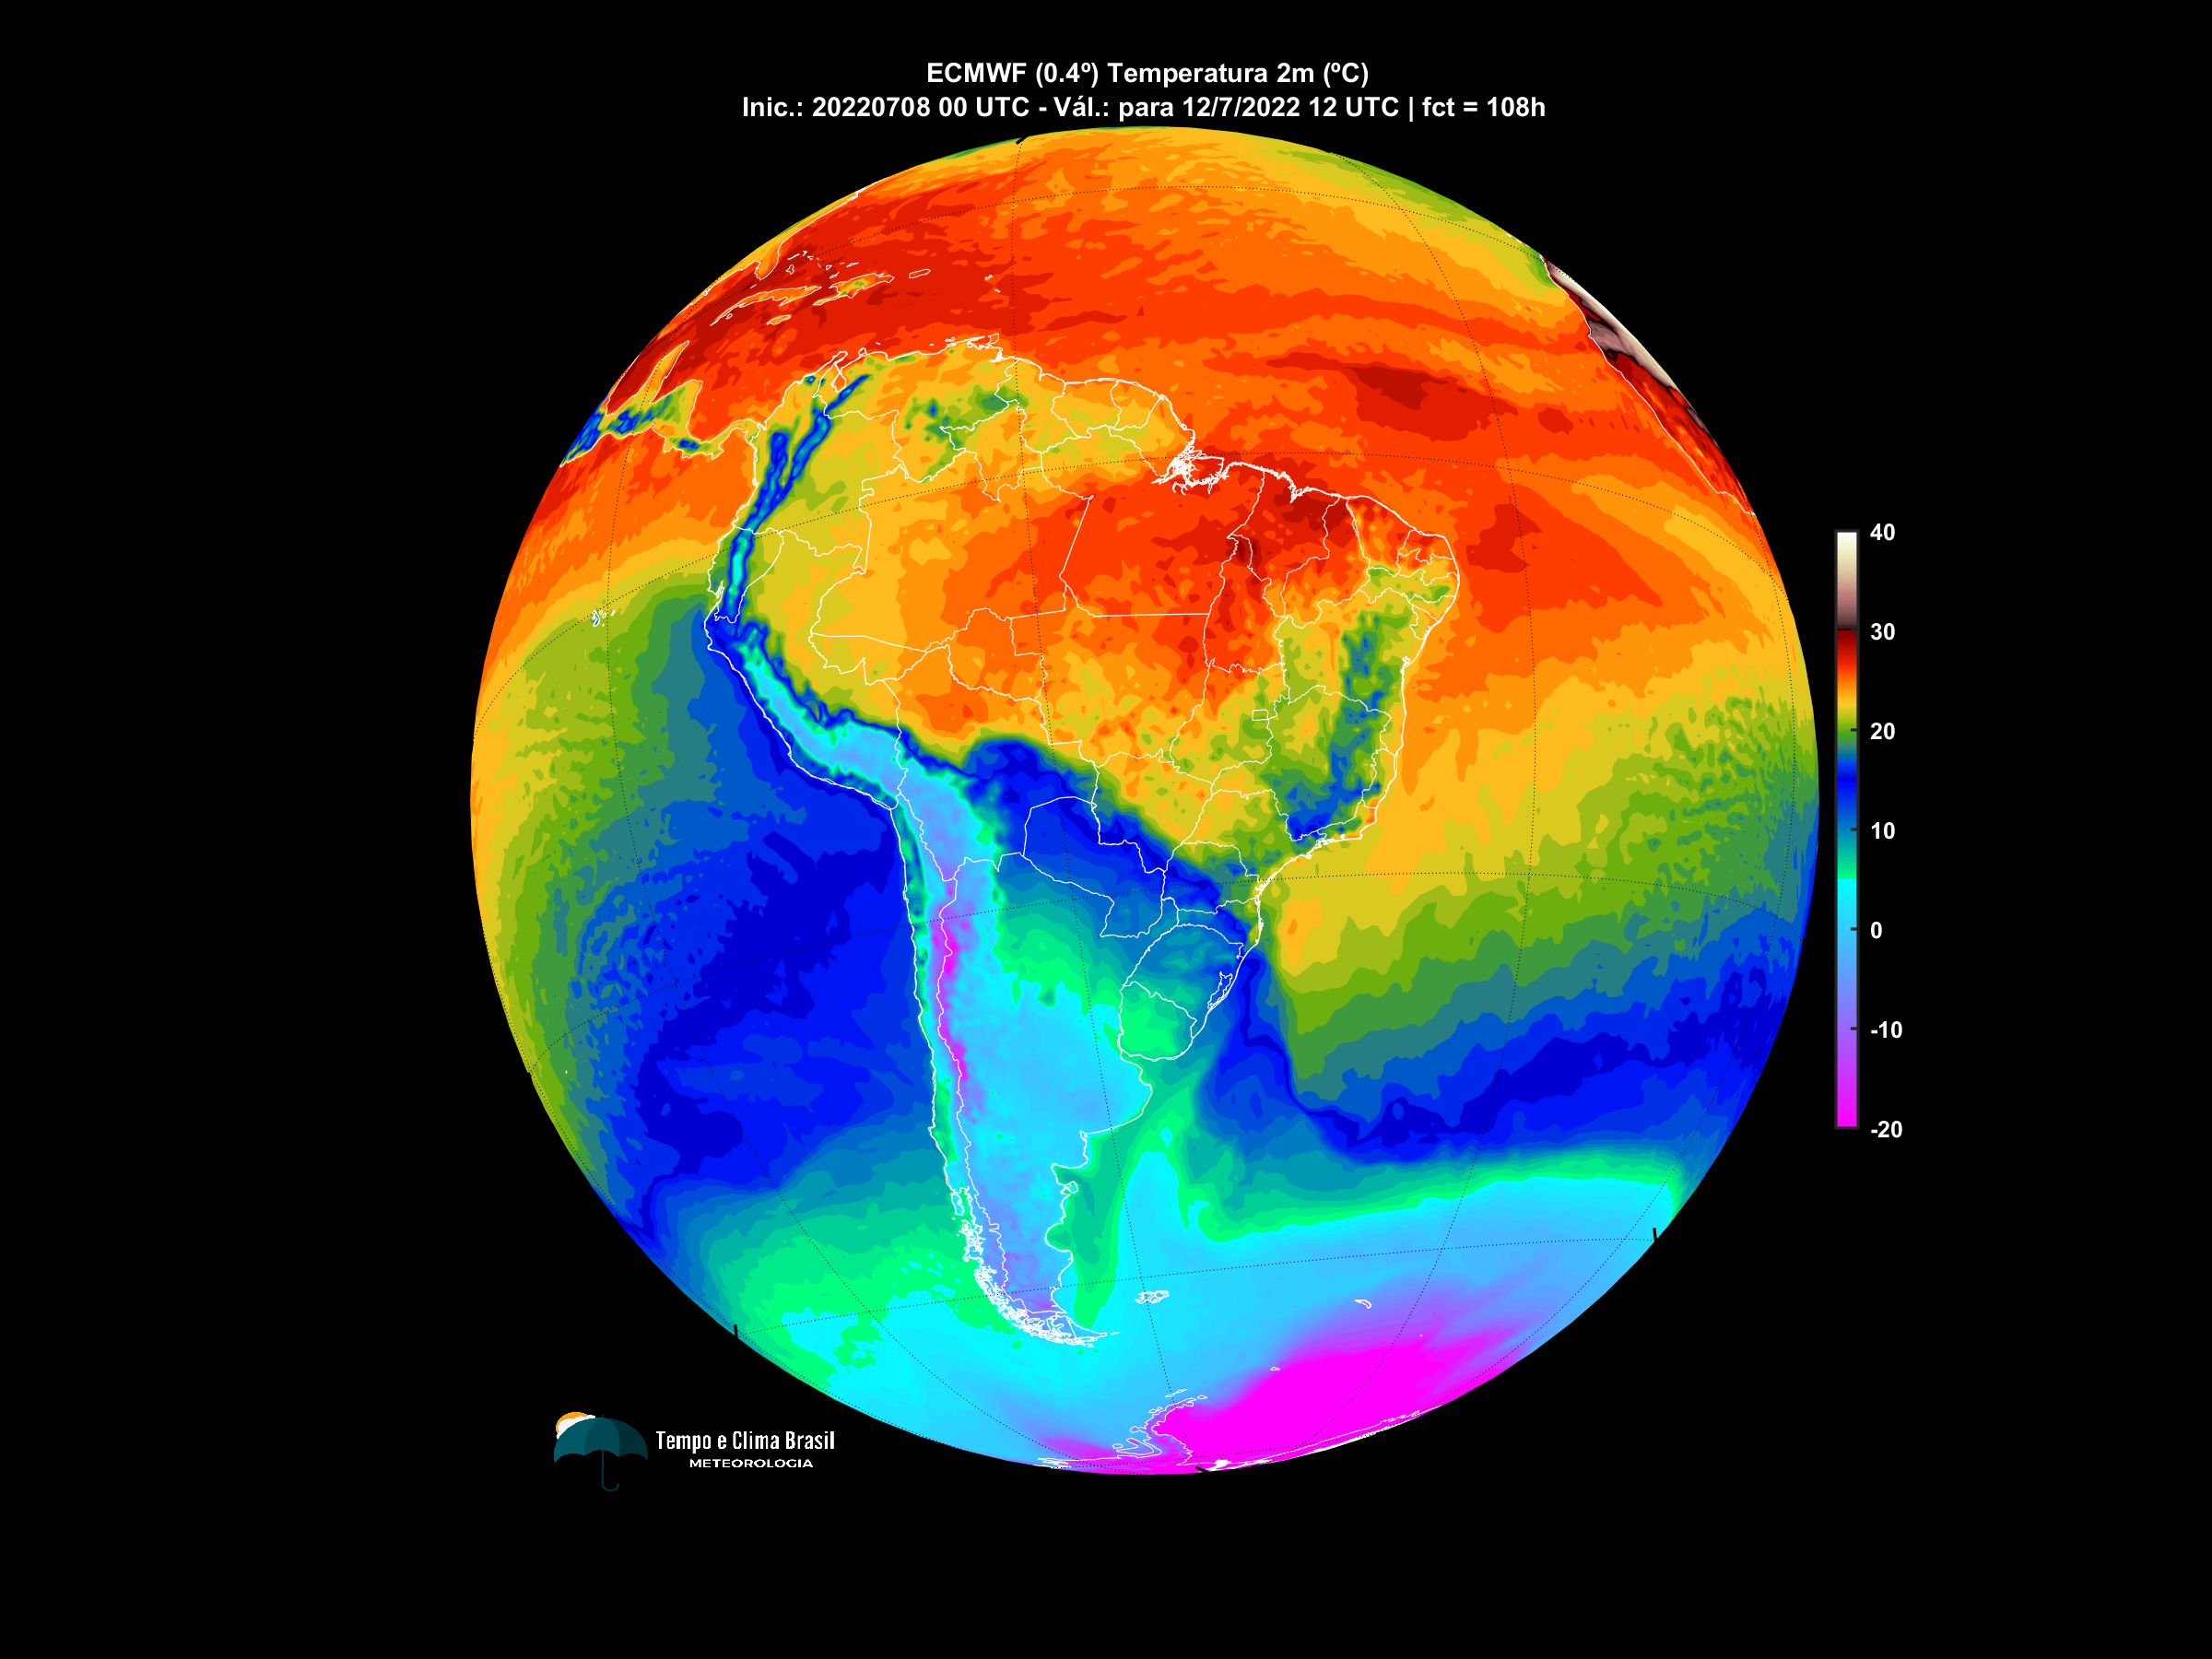 ECMWF (0.4º) Temperatura 2m (ºC)
Inic.: 20220708 00 UTC - Vál.: para 12/7/2022 12 UTC | fct = 108h
40
30
20
10
0
-10
-20
Tempo e Clima Brasil
METEOROLOGIA